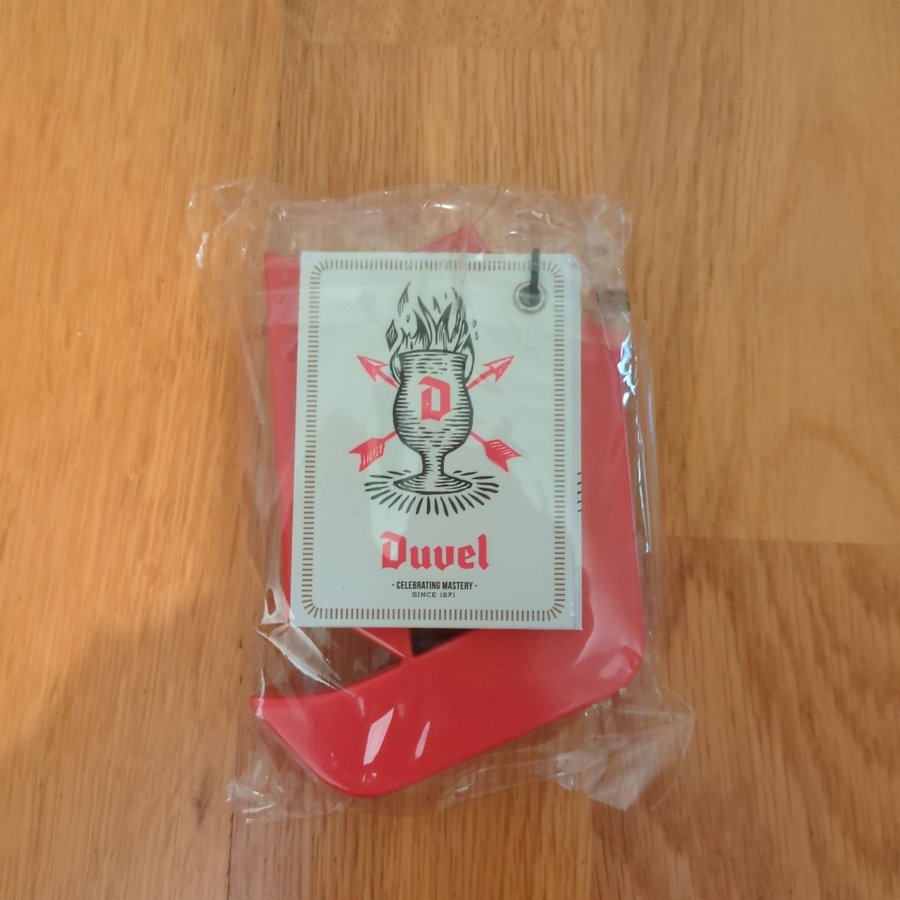 D
Duvel
- CELEBRATING MASTERY -
SINCE 1871